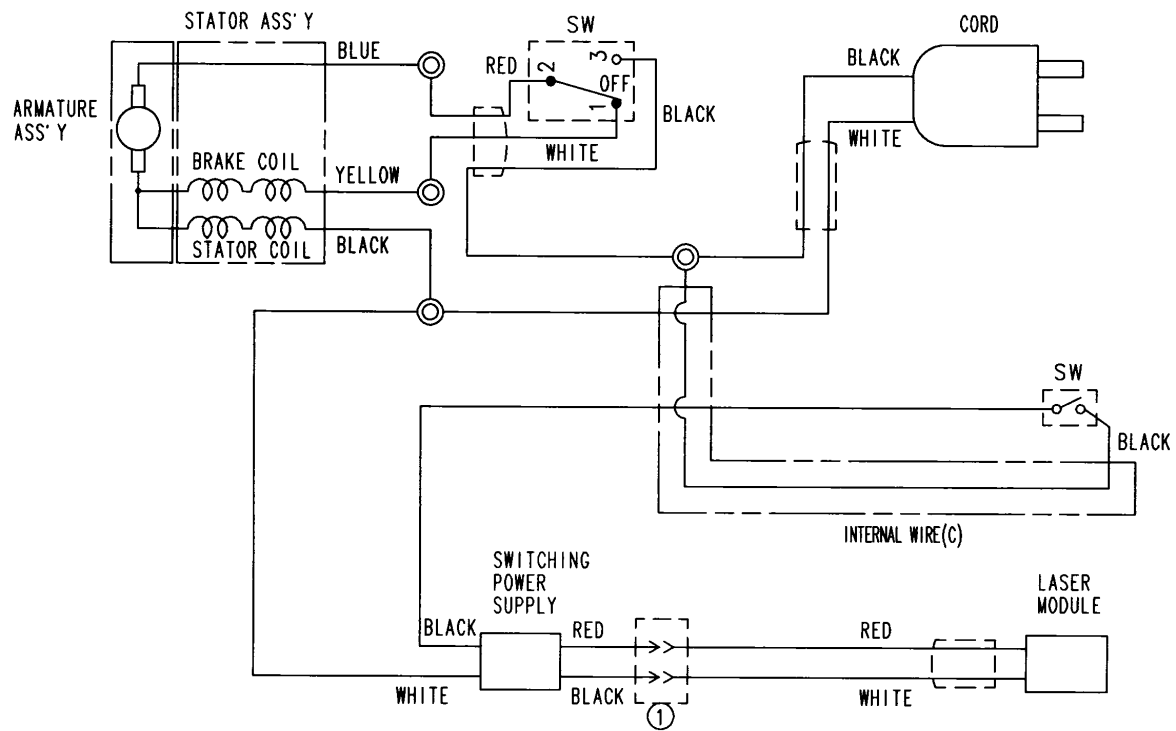 STATOR ASS'Y
SW
CORD
BLUE
RED
2
3
OFF
1
BLACK
BLACK
ARMATURE
ASS'Y
WHITE
WHITE
BRAKE COIL
YELLOW
STATOR COIL
BLACK
SW
BLACK
INTERNAL WIRE(C)
SWITCHING
POWER
SUPPLY
LASER
MODULE
BLACK
RED
RED
WHITE
BLACK
WHITE
1